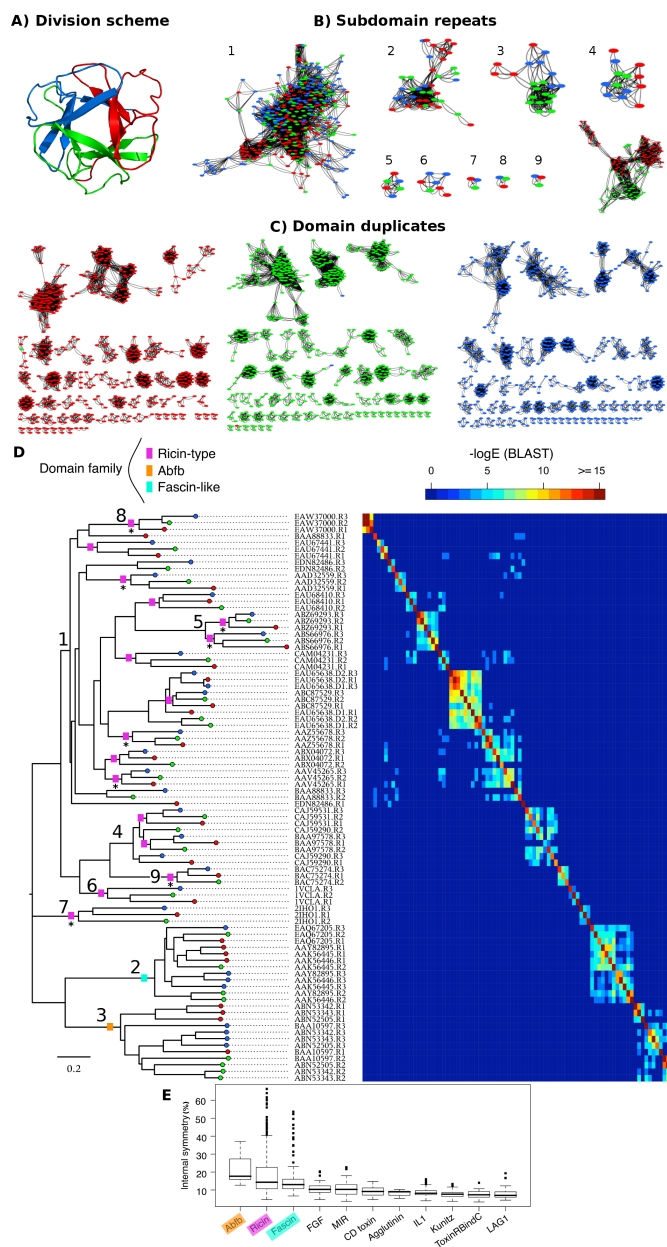 A) Division scheme
B) Subdomain repeats
1
2
3
4
5
6
7
8
9
C) Domain duplicates
D
Domain family
Ricin-type
Abfb
Fascin-like
-logE (BLAST)
0
5
10
>= 15
8
1
5
4
9
6
7
2
3
*
*
*
*
*
*
*
*
EAW37000.R3
EAW37000.R2
EAW37000.R1
BAA88833.R1
EAU67441.R3
EAU67441.R2
EAU67441.R1
EDN82486.R3
EDN82486.R2
AAD32559.R3
AAD32559.R2
AAD32559.R1
EAU68410.R3
EAU68410.R1
EAU68410.R2
ABZ69293.R3
ABZ69293.R2
ABZ69293.R1
ABS66976.R3
ABS66976.R2
ABS66976.R1
CAM04231.R3
CAM04231.R2
CAM04231.R1
EAU65638.D2.R3
EAU65638.D2.R1
EAU65638.D1.R3
ABC87529.R3
ABC87529.R2
ABC87529.R1
EAU65638.D1.R1
EAU65638.D2.R2
EAU65638.D1.R2
AAZ55678.R3
AAZ55678.R2
AAZ55678.R1
ABX04072.R3
ABX04072.R1
ABX04072.R2
AAV45265.R3
AAV45265.R2
AAV45265.R1
BAA88833.R3
BAA88833.R2
EDN82486.R1
CAJ59531.R3
CAJ59531.R2
CAJ59531.R1
CAJ59290.R2
BAA97578.R3
BAA97578.R1
BAA97578.R2
CAJ59290.R3
CAJ59290.R1
BAC75274.R3
BAC75274.R1
BAC75274.R2
1VCLA.R3
1VCLA.R2
1VCLA.R1
2IHO1.R3
2IHO1.R1
2IHO1.R2
EAQ67205.R3
EAQ67205.R2
EAQ67205.R1
AAY82895.R1
AAK56445.R1
AAK56446.R1
AAK56445.R2
AAY82895.R3
AAK56446.R3
AAK56445.R3
AAY82895.R2
AAK56446.R2
ABN53342.R1
ABN53343.R1
ABN52505.R1
BAA10597.R3
ABN53342.R3
ABN53343.R3
ABN52505.R3
BAA10597.R1
BAA10597.R2
ABN52505.R2
ABN53342.R2
ABN53343.R2
0.2
E
Internal symmetry (%)
60
50
40
30
20
10
Abfb
Ricin
Fascin
FGF
MIR
CD toxin
Agglutinin
IL1
Kunitz
ToxinRBindC
LAG1